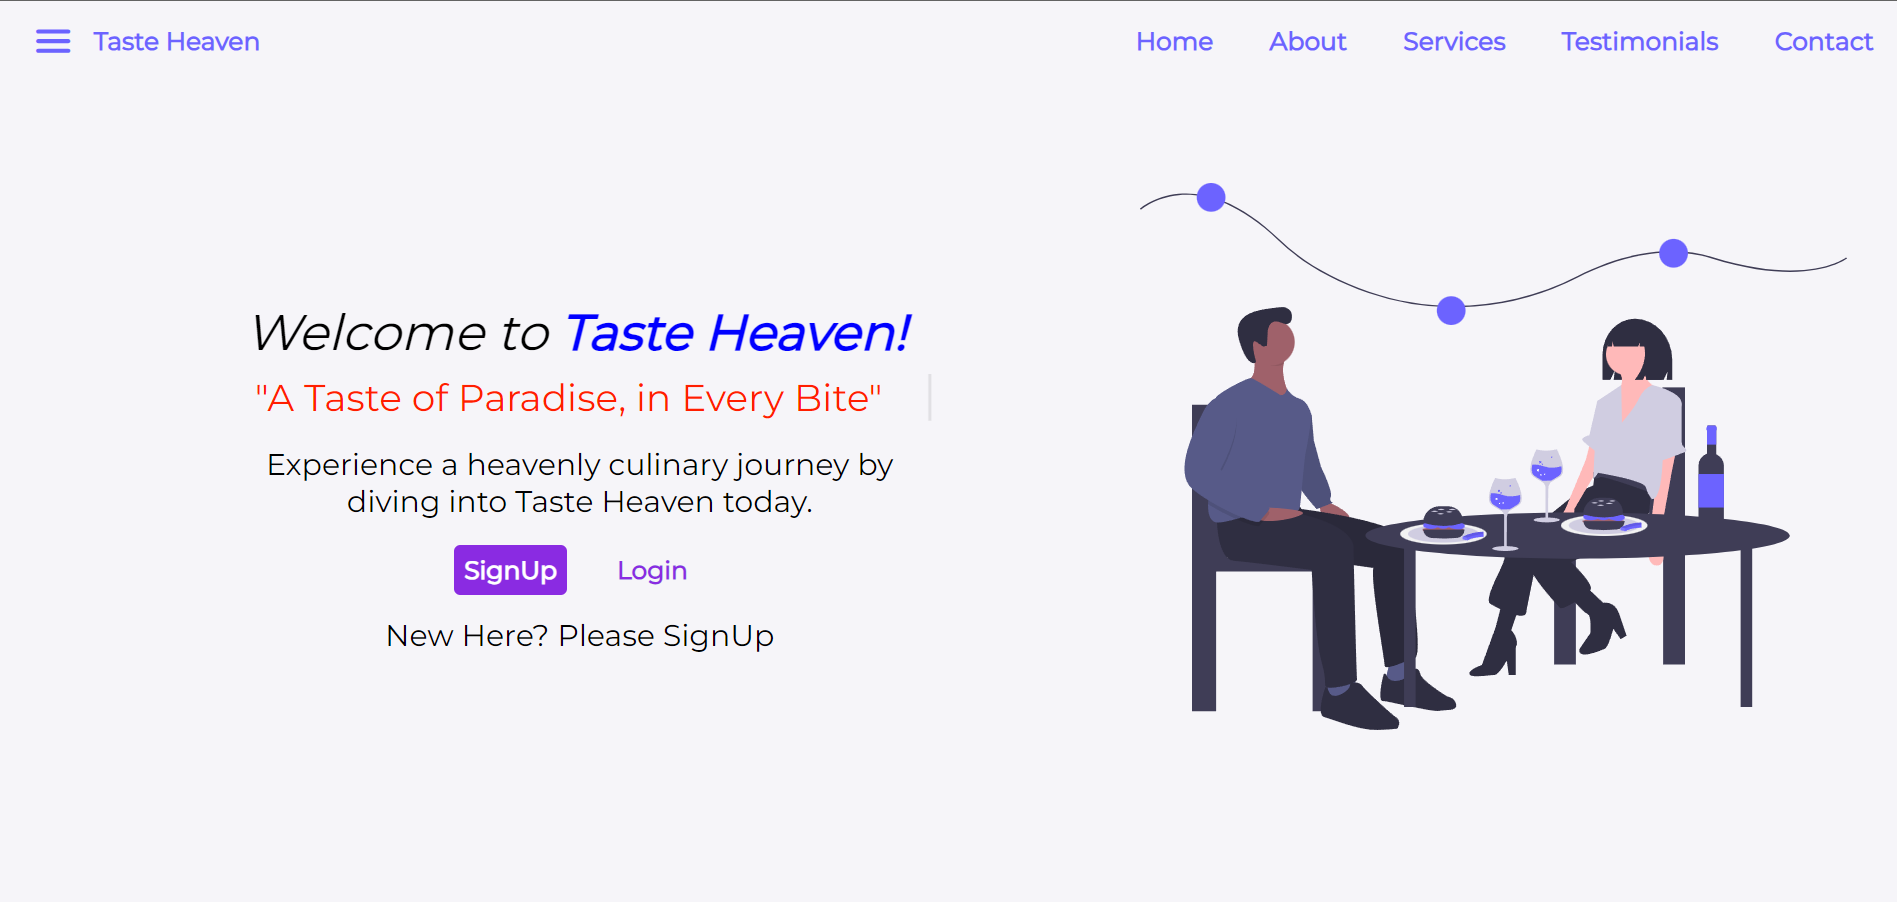 Taste Heaven
Home About Services Testimonials Contact
Welcome to Taste Heaven!
"A Taste of Paradise, in Every Bite"
Experience a heavenly culinary journey by
diving into Taste Heaven today.
SignUp Login
New Here? Please SignUp